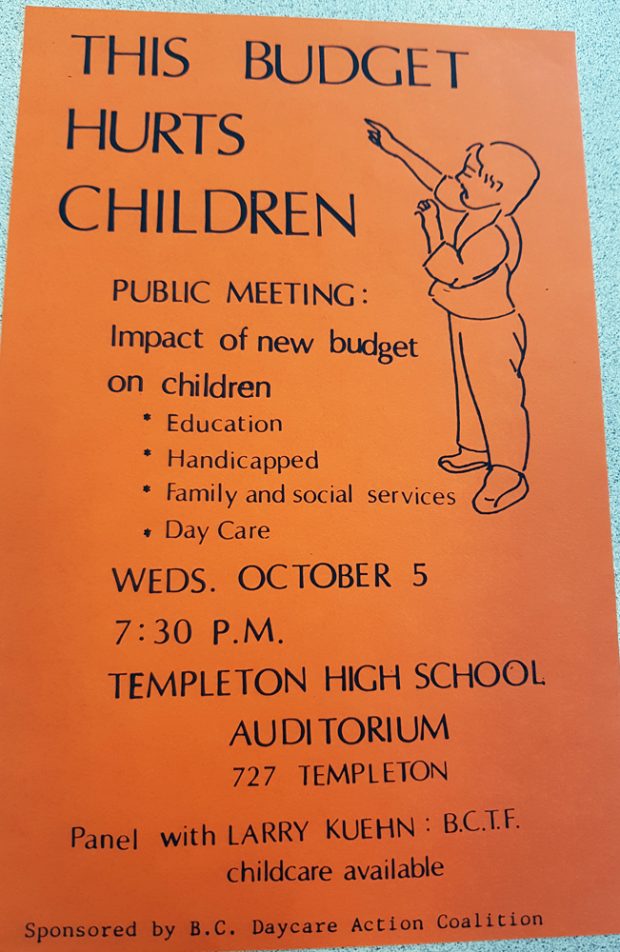 THIS BUDGET
HURTS
CHILDREN
PUBLIC MEETING:
Impact of new budget
on children
* Education
* Handicapped
* Family and social services
* Day Care
WEDS. OCTOBER 5
7:30 P.M.
TEMPLETON HIGH SCHOOL
AUDITORIUM
727 TEMPLETON
Panel with LARRY KUEHN: B.C.T.F.
childcare available
Sponsored by B.C. Daycare Action Coalition